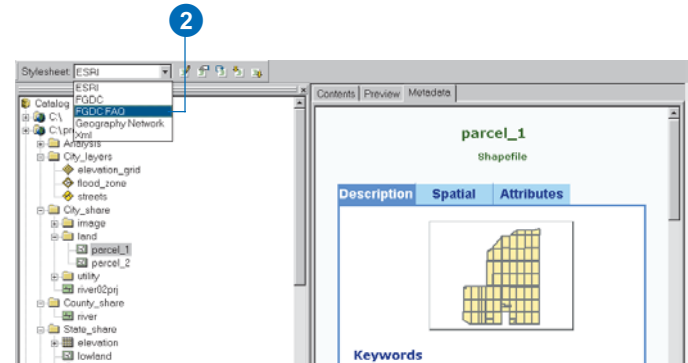 2
Stylesheet: ESRI
ESRI
FGDC
FGDC FAQ
Geography Network
Xml
Catalog
C:\
Analysis
City_layers
elevation_grid
flood_zone
streets
City_share
image
land
parcel_1
parcel_2
utility
river02prj
County_share
river
State_share
elevation
lowland
Contents Preview Metadata
parcel_1
Shapefile
Description Spatial Attributes
Keywords